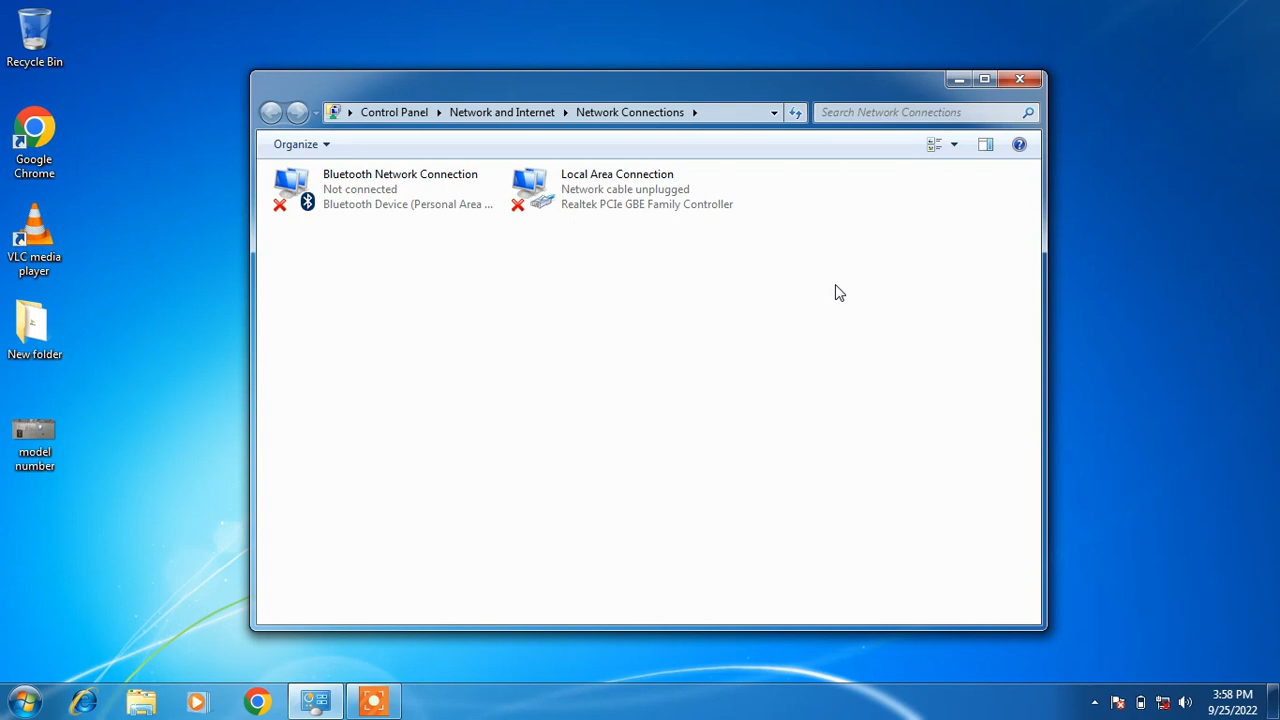 Recycle Bin
Google
Chrome
VLC media
player
New folder
model
number
Control Panel
Network and Internet
Network Connections
Search Network Connections
Organize
Bluetooth Network Connection
Not connected
Bluetooth Device (Personal Area ...
Local Area Connection
Network cable unplugged
Realtek PCIe GBE Family Controller
3:58 PM
9/25/2022